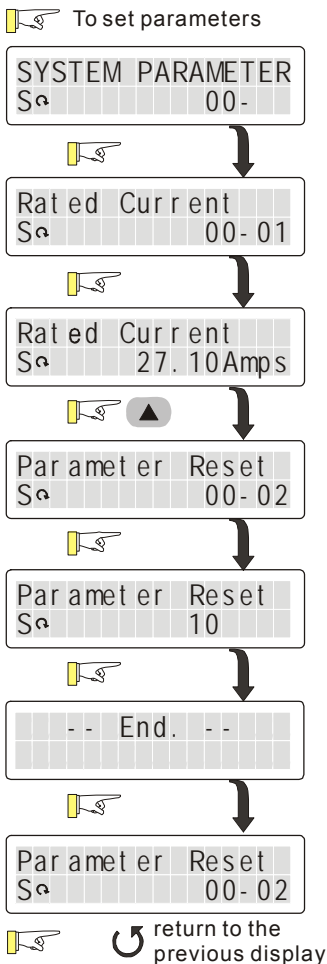 To set parameters
SYSTEM PARAMETER
S 00-
Rated Current
S 00-01
Rated Current
S 27.10Amps
Parameter Reset
S 00-02
Parameter Reset
S 10
-- End. --
Parameter Reset
S 00-02
return to the
previous display